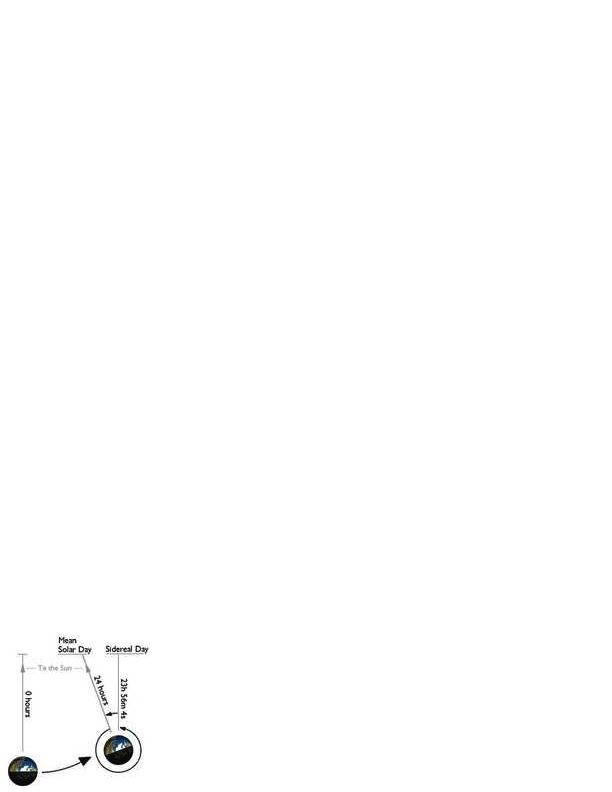 Mean
Solar Day
Sidereal Day
To the Sun
0 hours
24 hours
23h 56m 4s